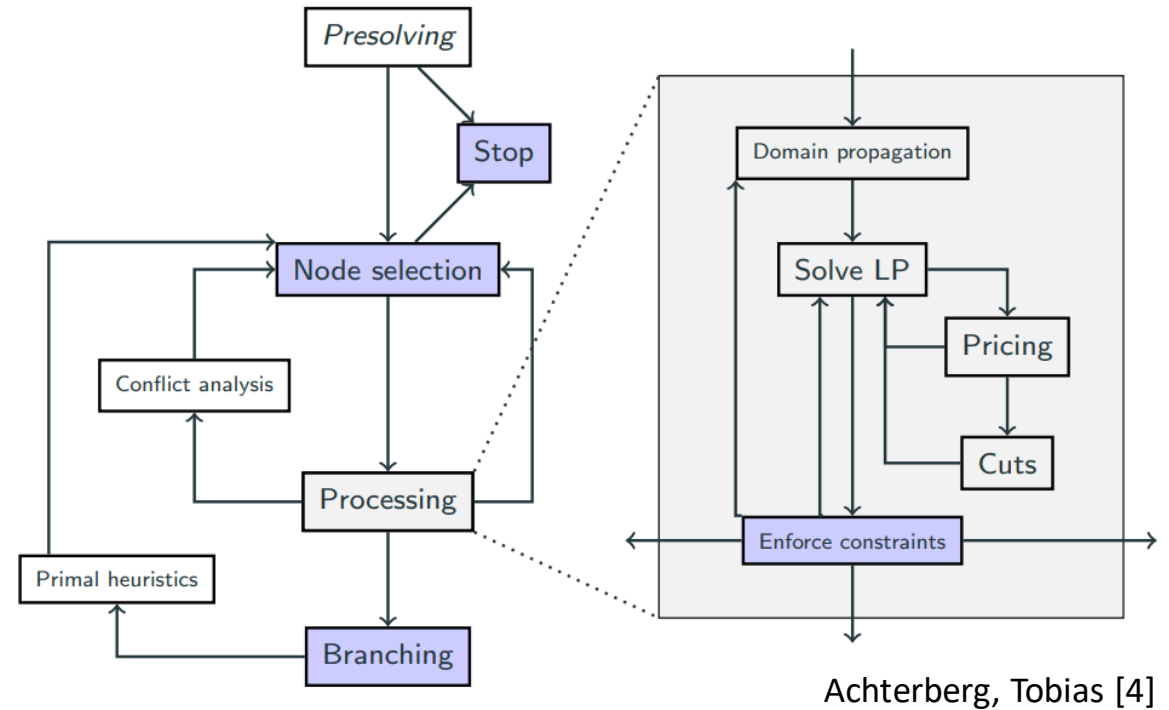 Presolving
Stop
Node selection
Conflict analysis
Processing
Primal heuristics
Branching
Domain propagation
Solve LP
Pricing
Cuts
Enforce constraints
Achterberg, Tobias [4]